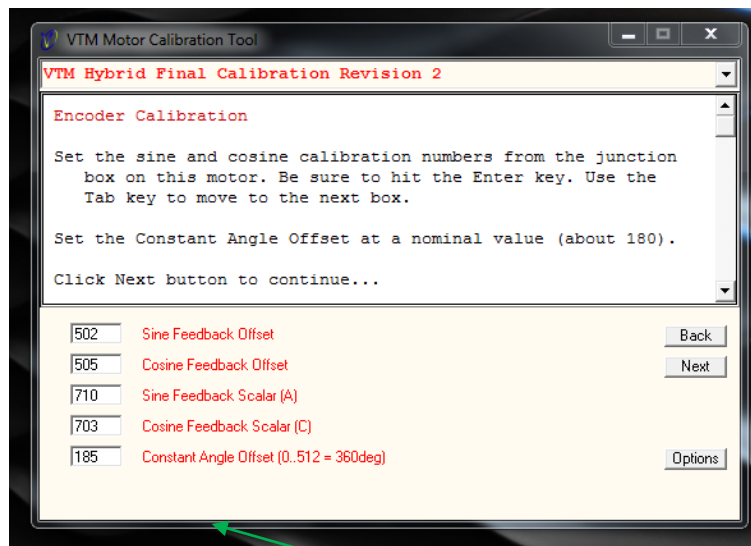 VTM Motor Calibration Tool
VTM Hybrid Final Calibration Revision 2
Encoder Calibration
Set the sine and cosine calibration numbers from the junction
box on this motor. Be sure to hit the Enter key. Use the
Tab key to move to the next box.
Set the Constant Angle Offset at a nominal value (about 180).
Click Next button to continue...
502 Sine Feedback Offset Back
505 Cosine Feedback Offset Next
710 Sine Feedback Scalar (A)
703 Cosine Feedback Scalar (C)
185 Constant Angle Offset (0..512 = 360deg) Options